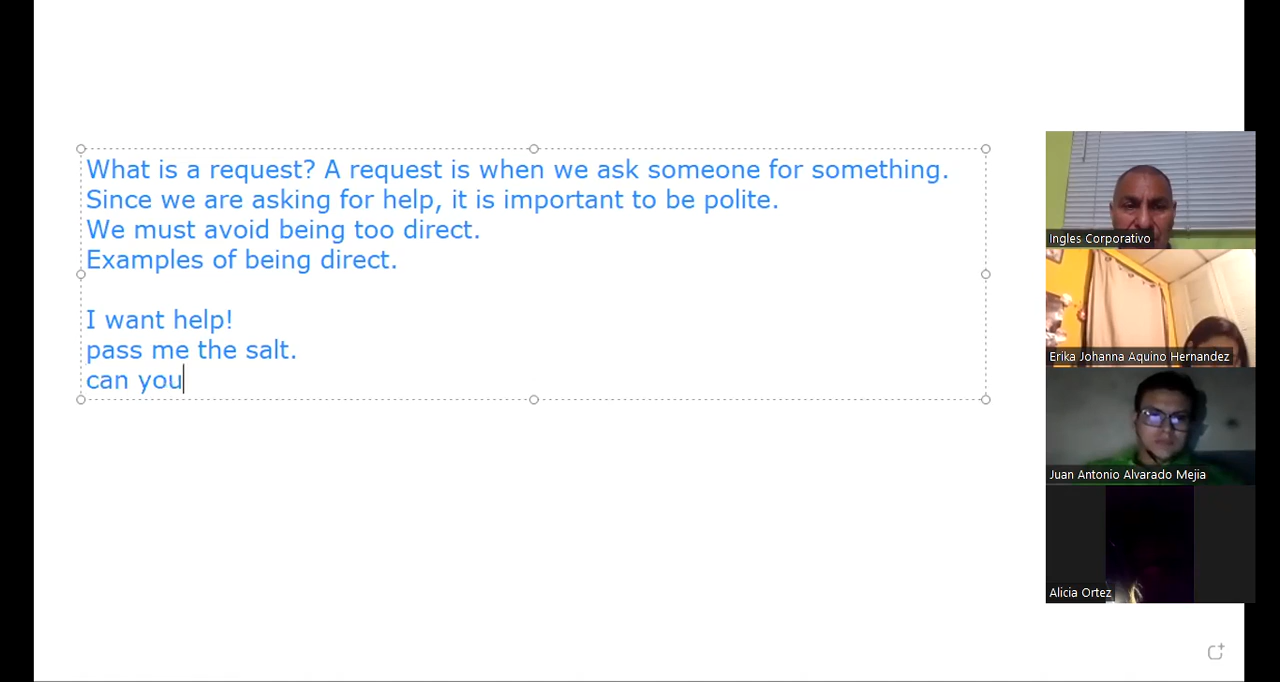 What is a request? A request is when we ask someone for something.
Since we are asking for help, it is important to be polite.
We must avoid being too direct.
Examples of being direct.
I want help!
pass me the salt.
can you
Ingles Corporativo
Erika Johanna Aquino Hernandez
Juan Antonio Alvarado Mejia
Alicia Ortez